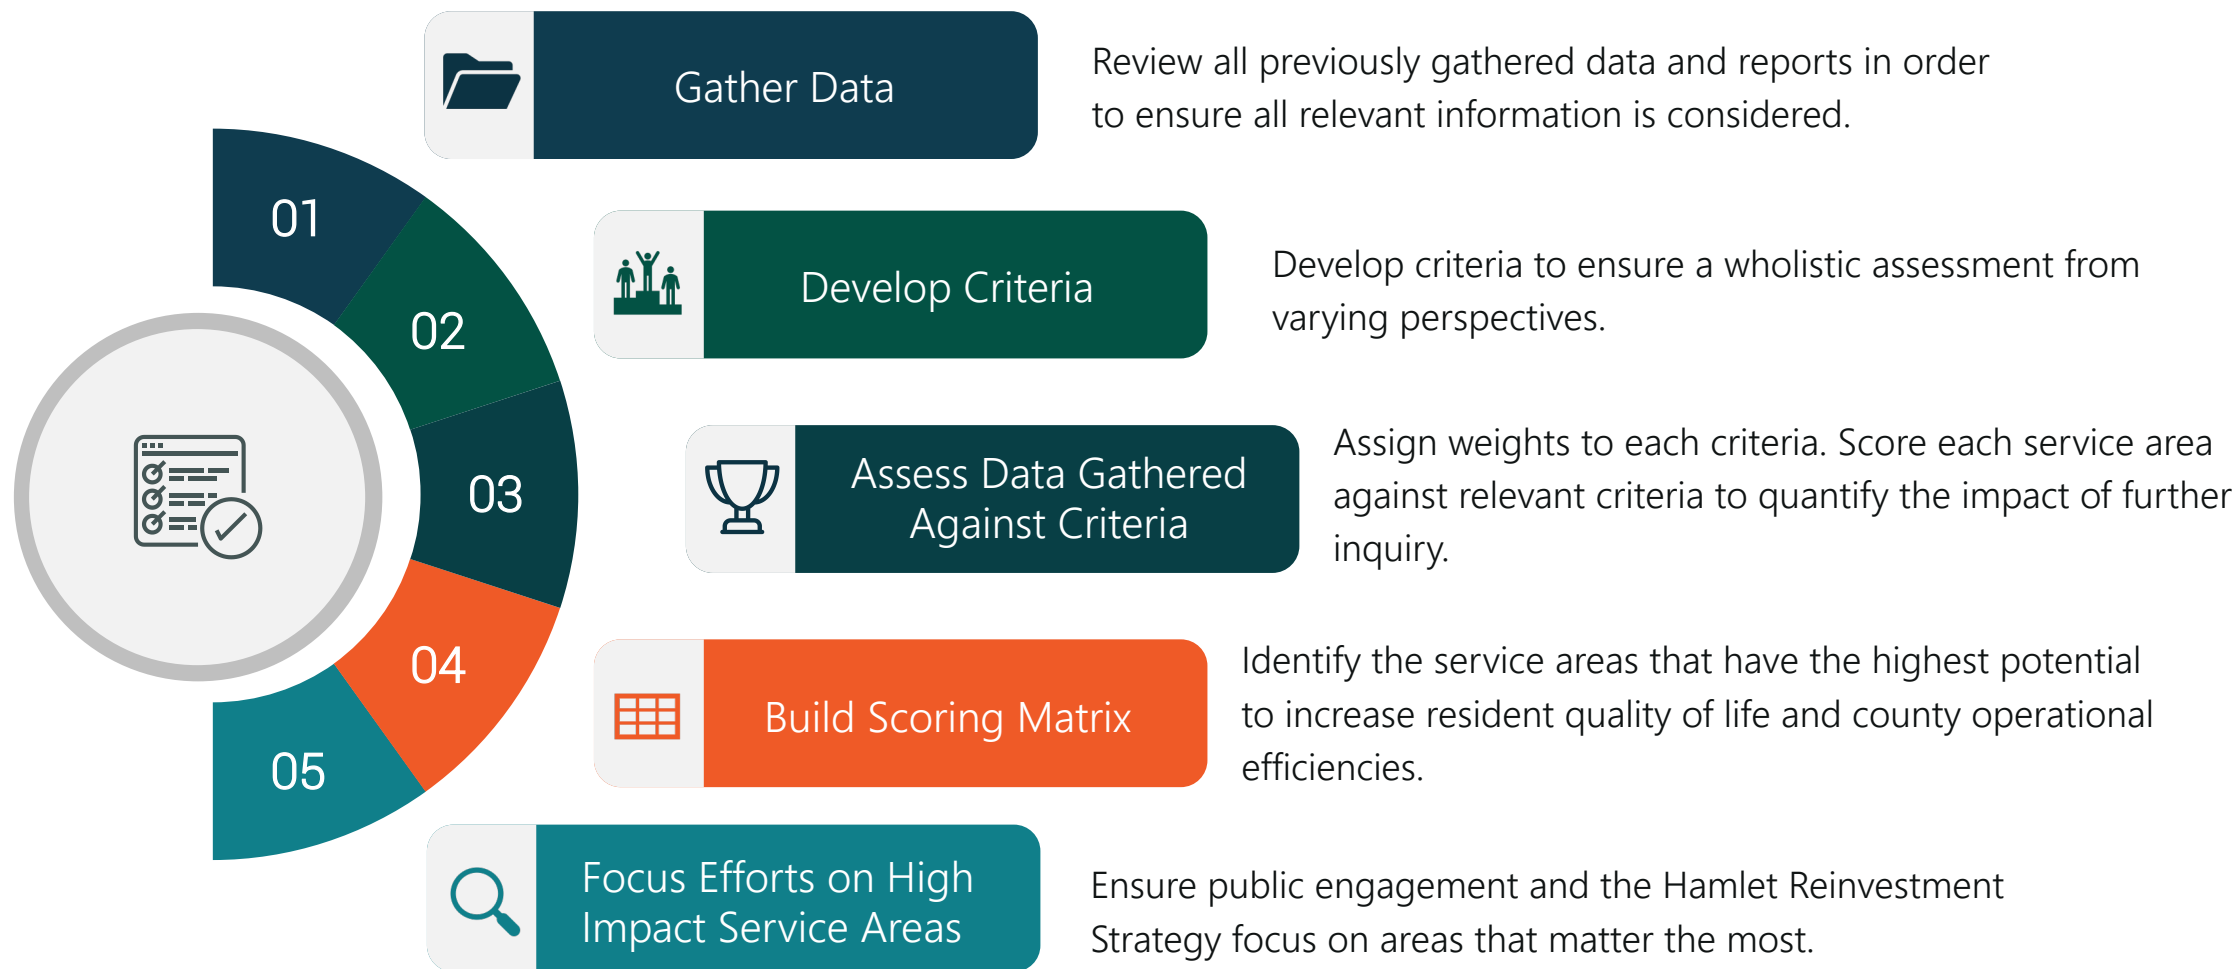 01
Gather Data
Review all previously gathered data and reports in order
to ensure all relevant information is considered.
02
Develop Criteria
Develop criteria to ensure a wholistic assessment from
varying perspectives.
03
Assess Data Gathered
Against Criteria
Assign weights to each criteria. Score each service area
against relevant criteria to quantify the impact of further
inquiry.
04
Build Scoring Matrix
Identify the service areas that have the highest potential
to increase resident quality of life and county operational
efficiencies.
05
Focus Efforts on High
Impact Service Areas
Ensure public engagement and the Hamlet Reinvestment
Strategy focus on areas that matter the most.